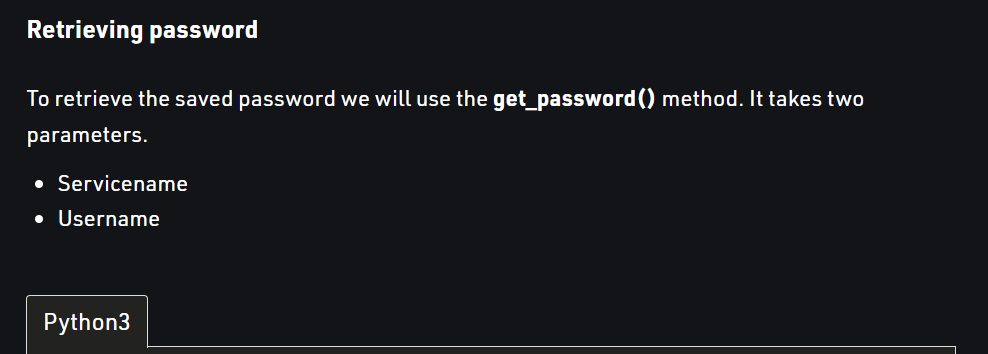 Retrieving password
To retrieve the saved password we will use the get_password() method. It takes two
parameters.
• Servicename
• Username
Python3